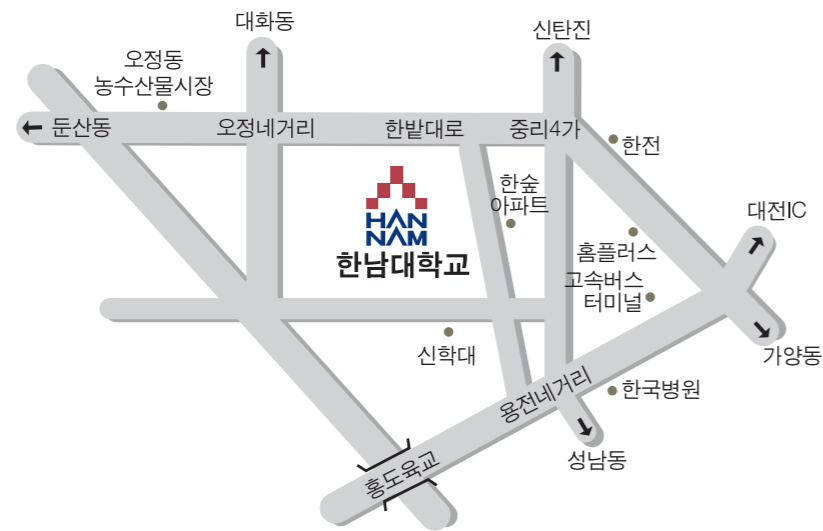 대화동
신탄진
오정동
농수산물시장
둔산동
오정네거리
한밭대로
중리4가
한전
한숲
아파트
대전IC
HAN
NAM
한남대학교
홈플러스
고속버스
터미널
신학대
가양동
용전네거리
한국병원
성남동
홍도육교